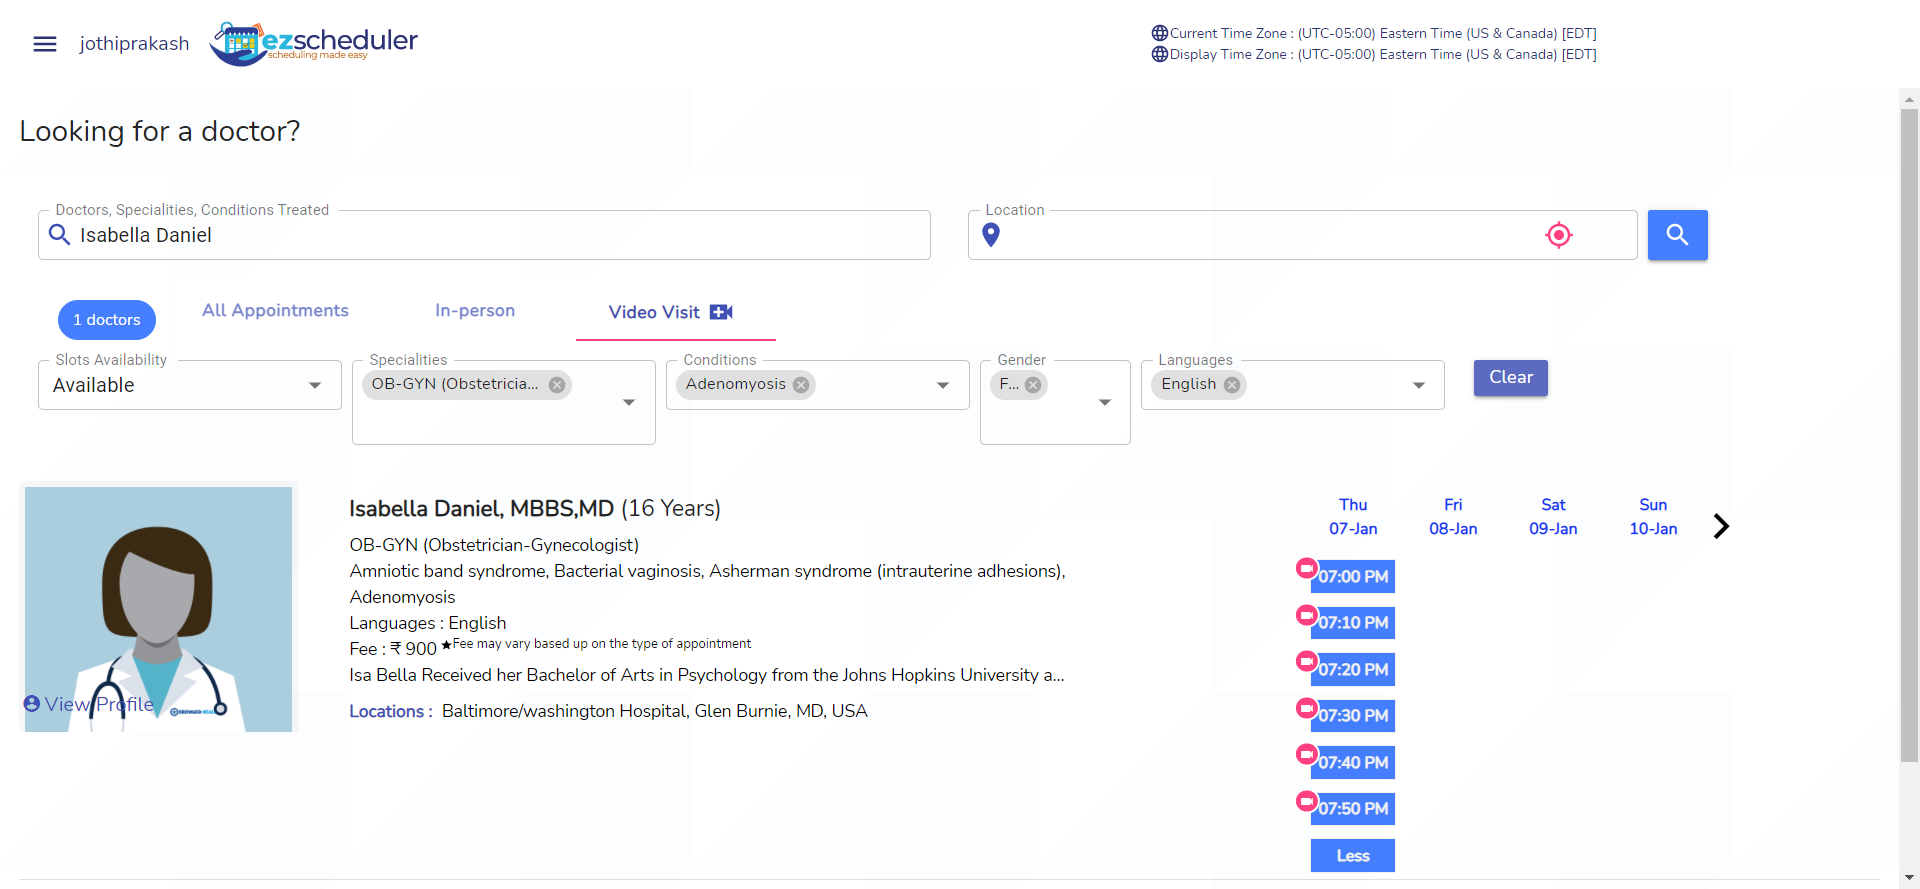 jothiprakash
ezscheduler
scheduling made easy
Current Time Zone : (UTC-05:00) Eastern Time (US & Canada) [EDT]
Display Time Zone : (UTC-05:00) Eastern Time (US & Canada) [EDT]
Looking for a doctor?
Doctors, Specialities, Conditions Treated
Isabella Daniel
Location
1 doctors
All Appointments
In-person
Video Visit
Slots Availability
Available
Specialities
OB-GYN (Obstetricia...
Conditions
Adenomyosis
Gender
F...
Languages
English
Clear
Isabella Daniel, MBBS,MD (16 Years)
OB-GYN (Obstetrician-Gynecologist)
Amniotic band syndrome, Bacterial vaginosis, Asherman syndrome (intrauterine adhesions),
Adenomyosis
Languages : English
Fee : ₹ 900 ★Fee may vary based up on the type of appointment
Isa Bella Received her Bachelor of Arts in Psychology from the Johns Hopkins University a...
Locations : Baltimore/washington Hospital, Glen Burnie, MD, USA
View Profile
BROWARD HEALTH
Thu
07-Jan
Fri
08-Jan
Sat
09-Jan
Sun
10-Jan
07:00 PM
07:10 PM
07:20 PM
07:30 PM
07:40 PM
07:50 PM
Less